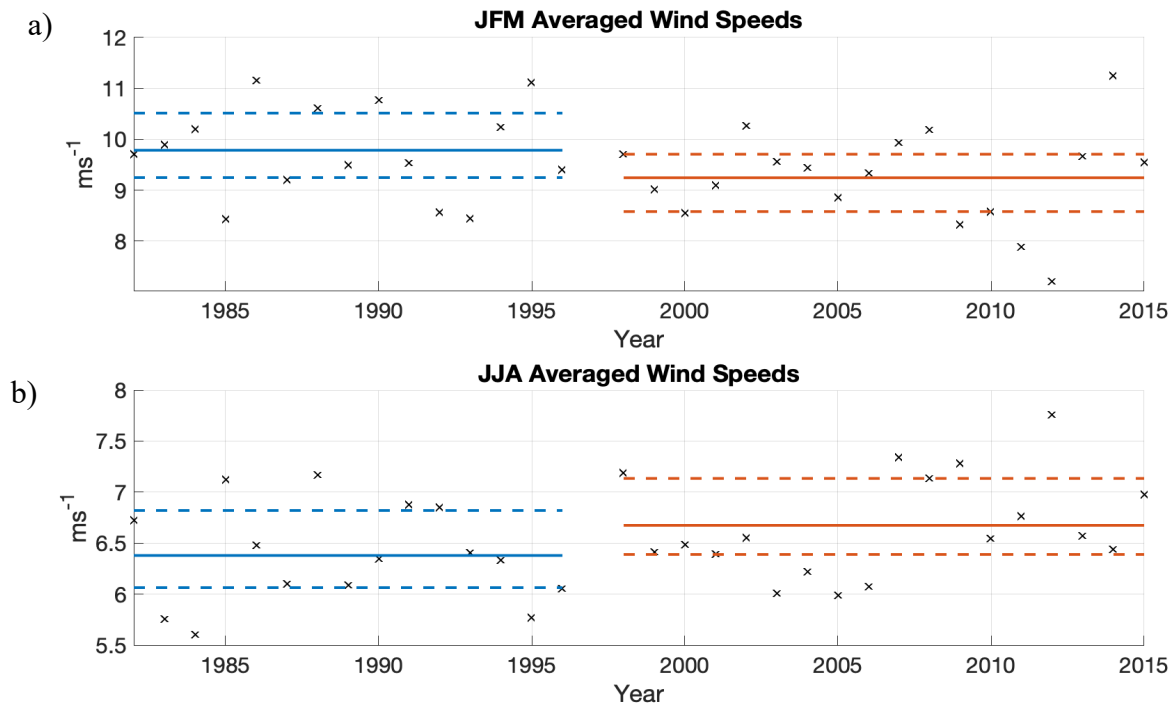 a)
JFM Averaged Wind Speeds
12
11
10
9
8
ms⁻¹
1985 1990 1995 2000 2005 2010 2015
Year
b)
JJA Averaged Wind Speeds
8
7.5
7
6.5
6
5.5
ms⁻¹
1985 1990 1995 2000 2005 2010 2015
Year